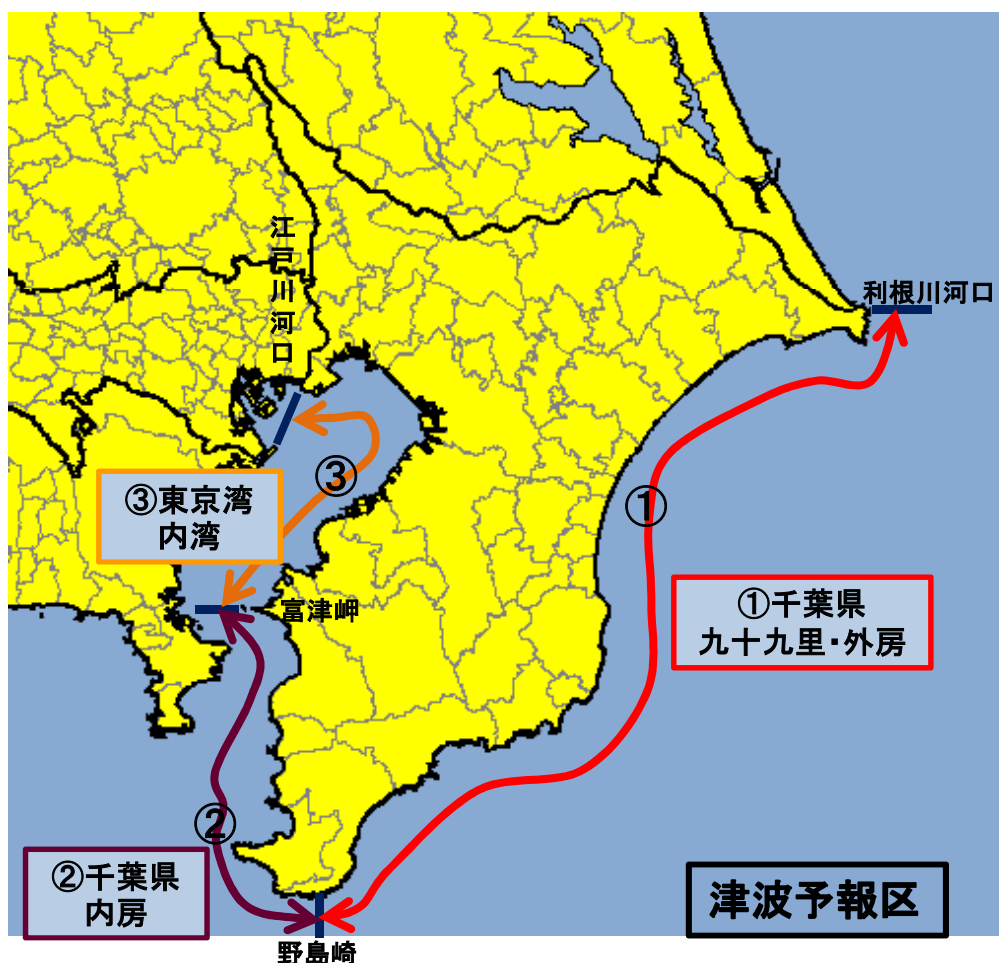 江戸川河口
利根川河口
③
③東京湾
内湾
①
富津岬
①千葉県
九十九里・外房
②
②千葉県
内房
津波予報区
野島崎